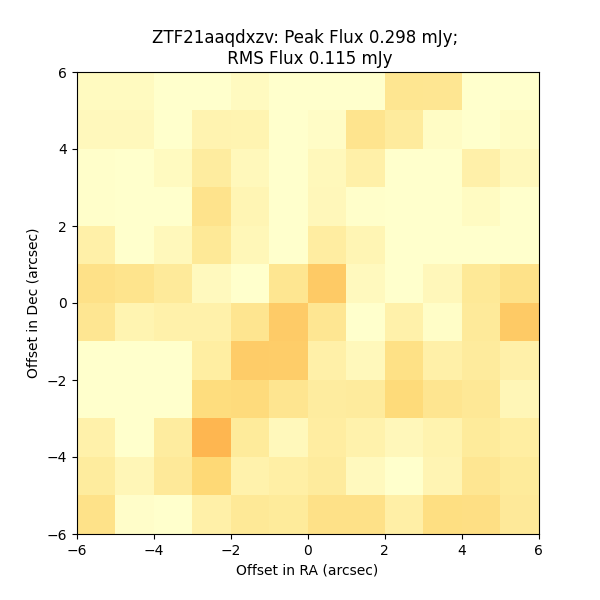 ZTF21aaqdxzv: Peak Flux 0.298 mJy;
RMS Flux 0.115 mJy
6
4
2
0
−2
−4
−6
Offset in Dec (arcsec)
−6 −4 −2 0 2 4 6
Offset in RA (arcsec)